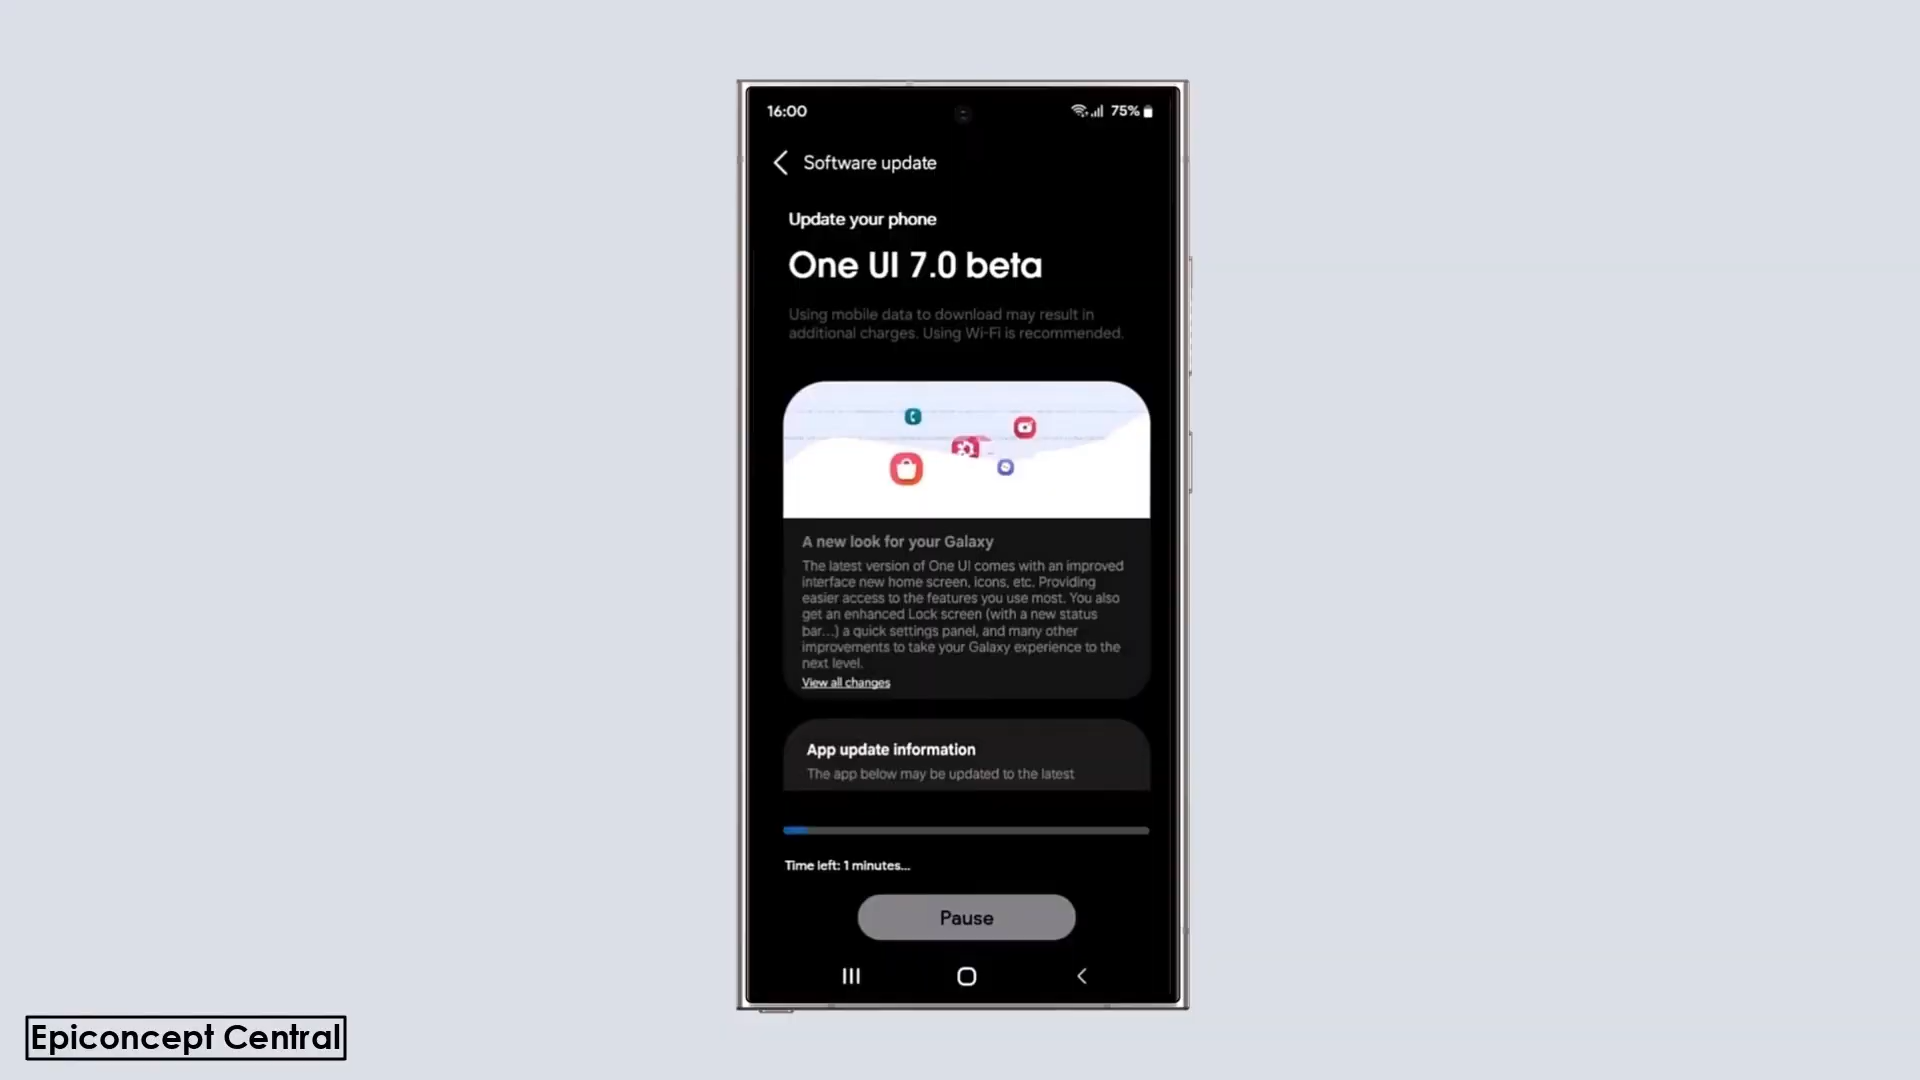 16:00
75%
Software update
Update your phone
One UI 7.0 beta
Using mobile data to download may result in
additional charges. Using Wi-Fi is recommended.
A new look for your Galaxy
The latest version of One UI comes with an improved
interface new home screen, icons, etc. Providing
easier access to the features you use most. You also
get an enhanced Lock screen (with a new status
bar...) a quick settings panel, and many other
improvements to take your Galaxy experience to the
next level.
View all changes
App update information
The app below may be updated to the latest
Time left: 1 minutes...
Pause
Epiconcept Central